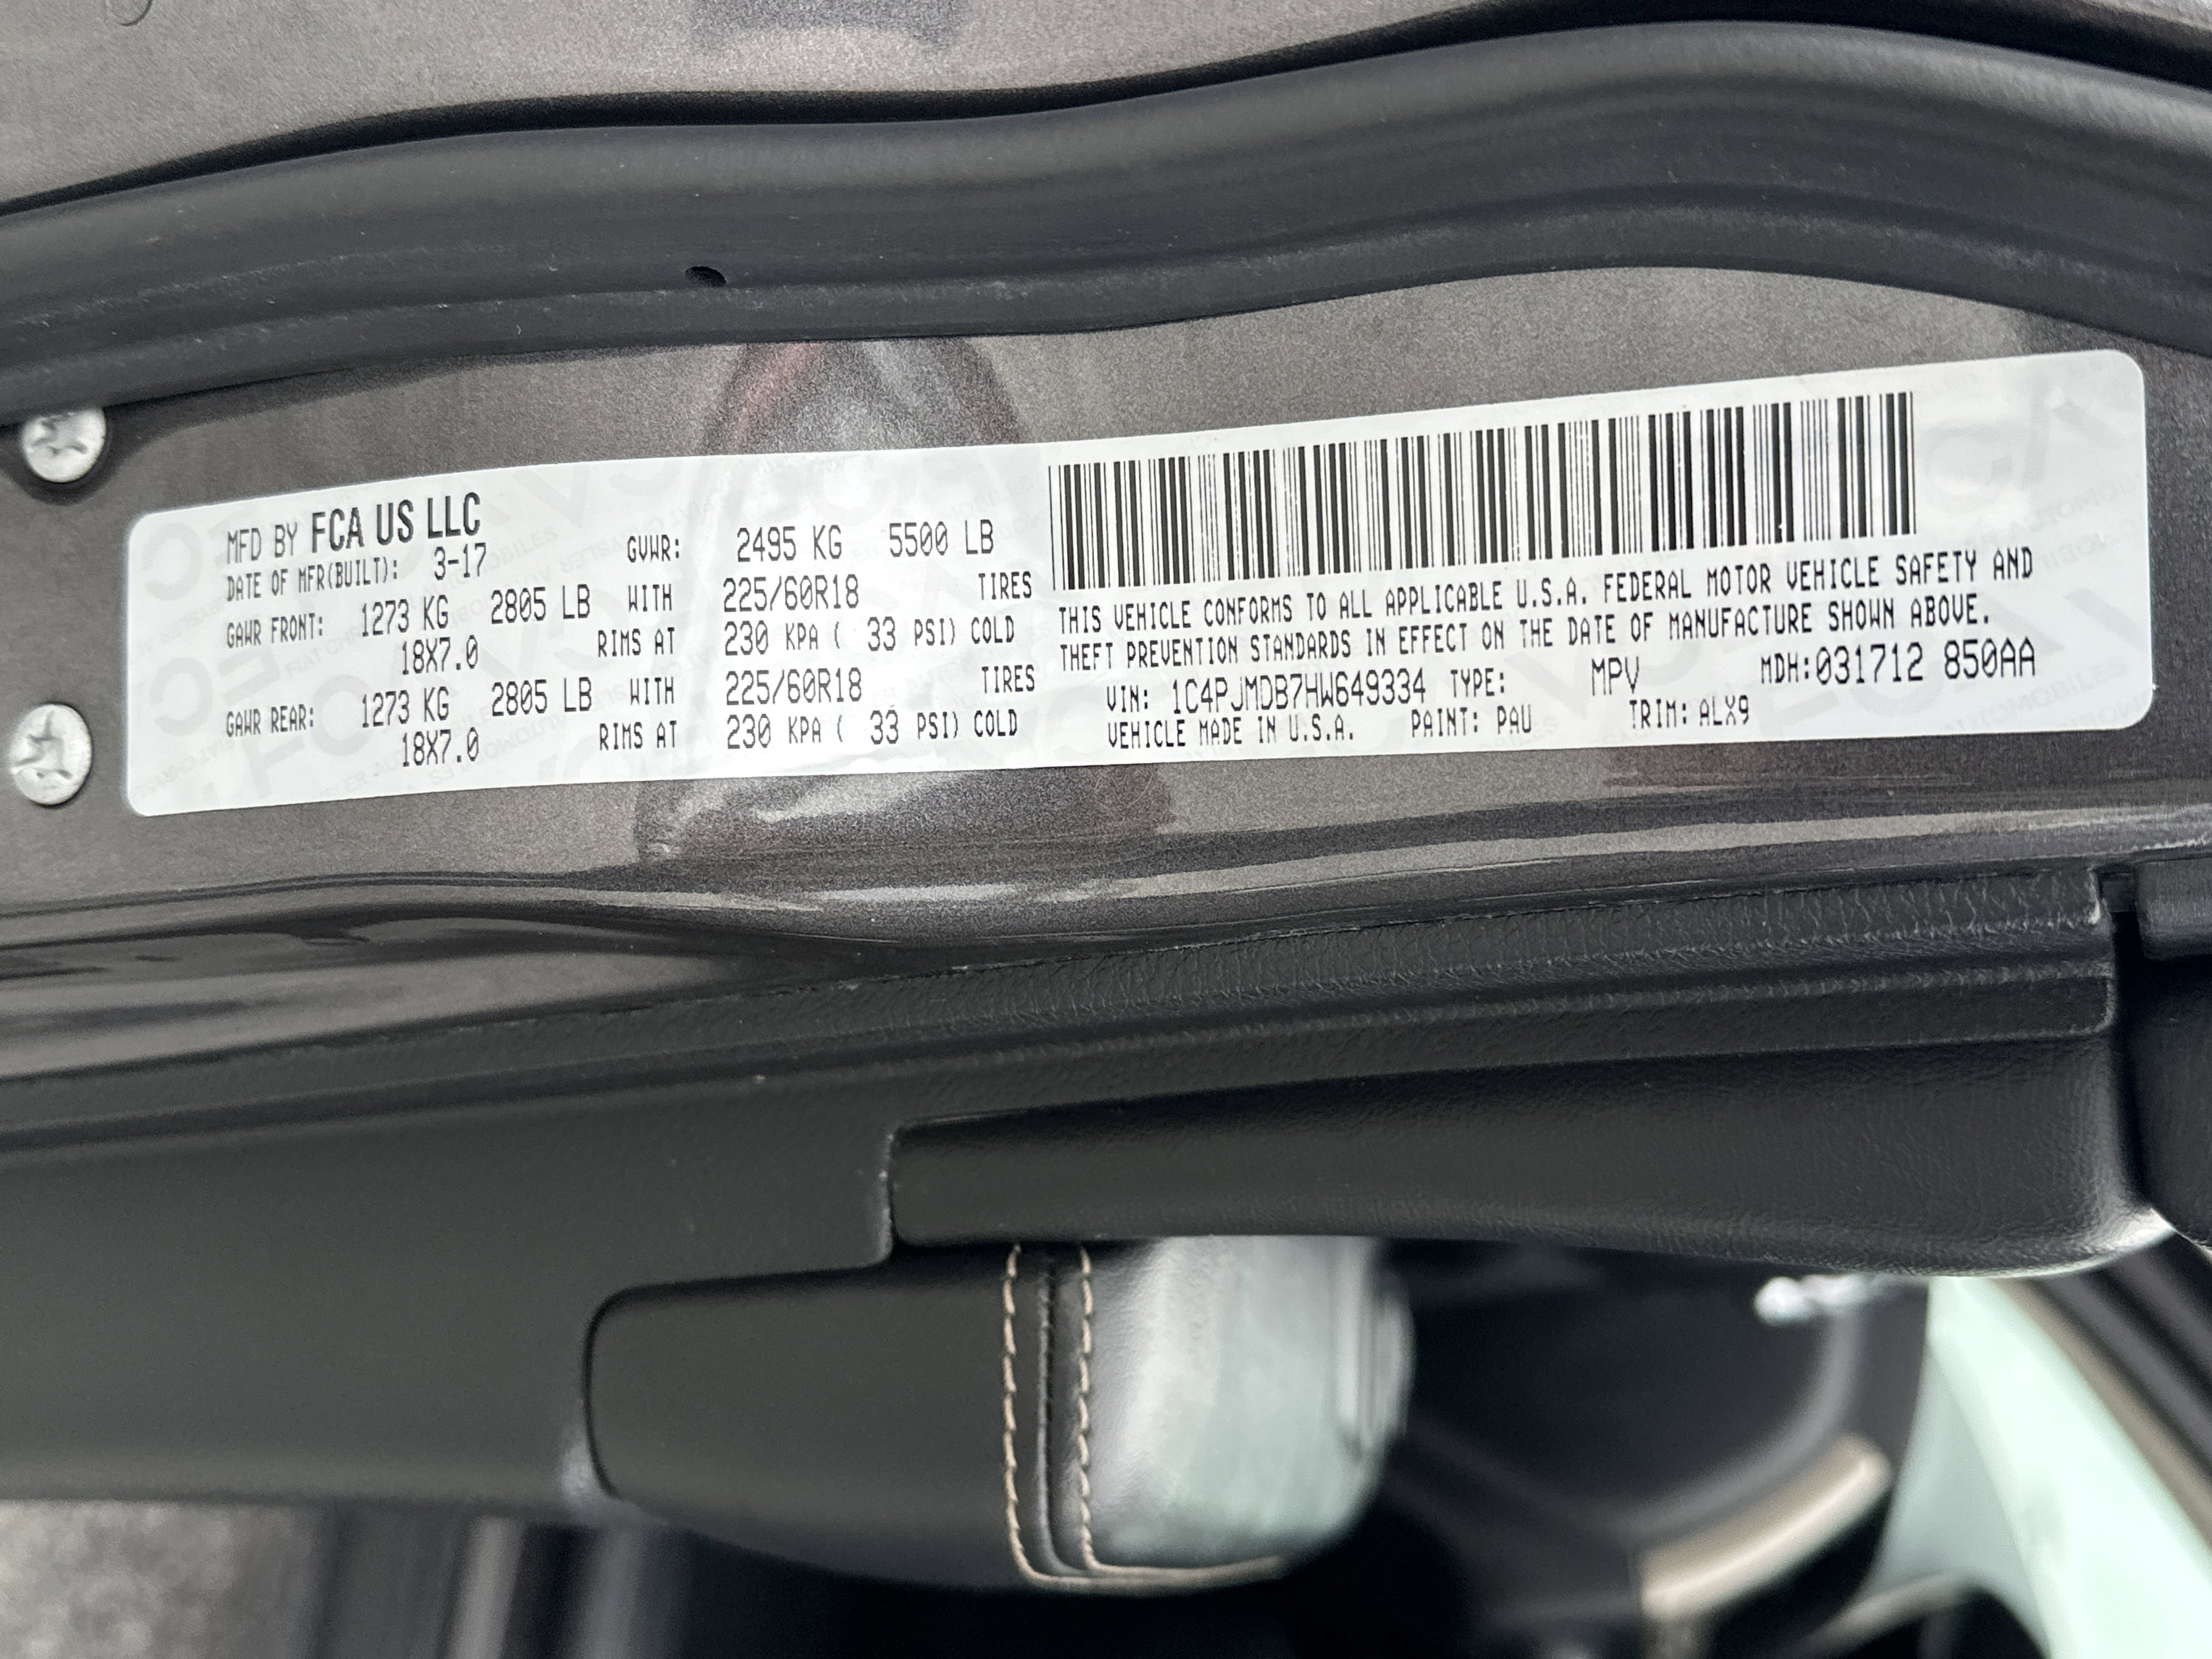 MFD BY FCA US LLC
DATE OF MFR(BUILT): 3-17 GVWR: 2495 KG 5500 LB
GAWR FRONT: 1273 KG 2805 LB WITH 225/60R18 TIRES
18X7.0 RIMS AT 230 KPA ( 33 PSI) COLD
GAWR REAR: 1273 KG 2805 LB WITH 225/60R18 TIRES
18X7.0 RIMS AT 230 KPA ( 33 PSI) COLD
THIS VEHICLE CONFORMS TO ALL APPLICABLE U.S.A. FEDERAL MOTOR VEHICLE SAFETY AND
THEFT PREVENTION STANDARDS IN EFFECT ON THE DATE OF MANUFACTURE SHOWN ABOVE.
VIN: 1C4PJMDB7HW649334 TYPE: MPV MDH:031712 850AA
VEHICLE MADE IN U.S.A. PAINT: PAU TRIM: ALX9